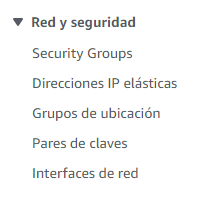 Red y seguridad
Security Groups
Direcciones IP elásticas
Grupos de ubicación
Pares de claves
Interfaces de red